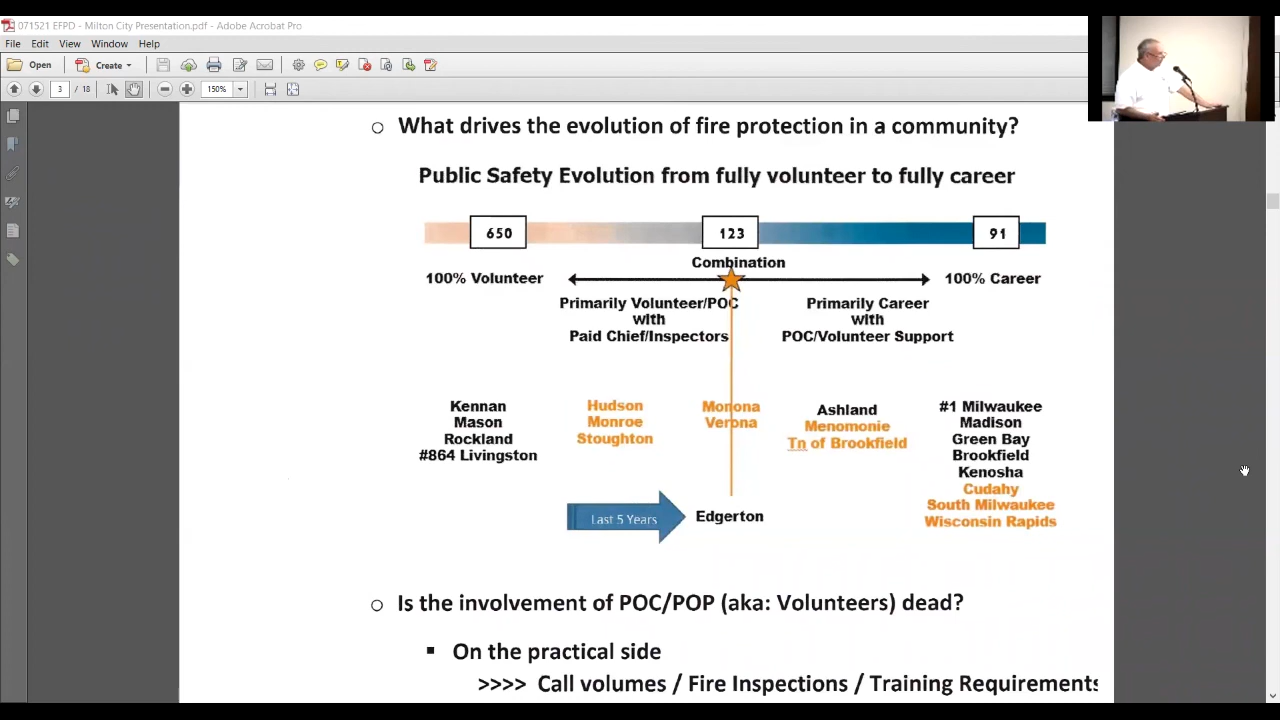 071521 EFPD - Milton City Presentation.pdf - Adobe Acrobat Pro
File Edit View Window Help
Open Create
3 / 18 150%
○ What drives the evolution of fire protection in a community?
Public Safety Evolution from fully volunteer to fully career
650 123 91
Combination
100% Volunteer 100% Career
Primarily Volunteer/POC
with
Paid Chief/Inspectors
Primarily Career
with
POC/Volunteer Support
Kennan
Mason
Rockland
#864 Livingston
Hudson
Monroe
Stoughton
Monona
Verona
Ashland
Menomonie
Tn of Brookfield
#1 Milwaukee
Madison
Green Bay
Brookfield
Kenosha
Cudahy
South Milwaukee
Wisconsin Rapids
Last 5 Years
Edgerton
○ Is the involvement of POC/POP (aka: Volunteers) dead?
▪ On the practical side
>>>> Call volumes / Fire Inspections / Training Requirements